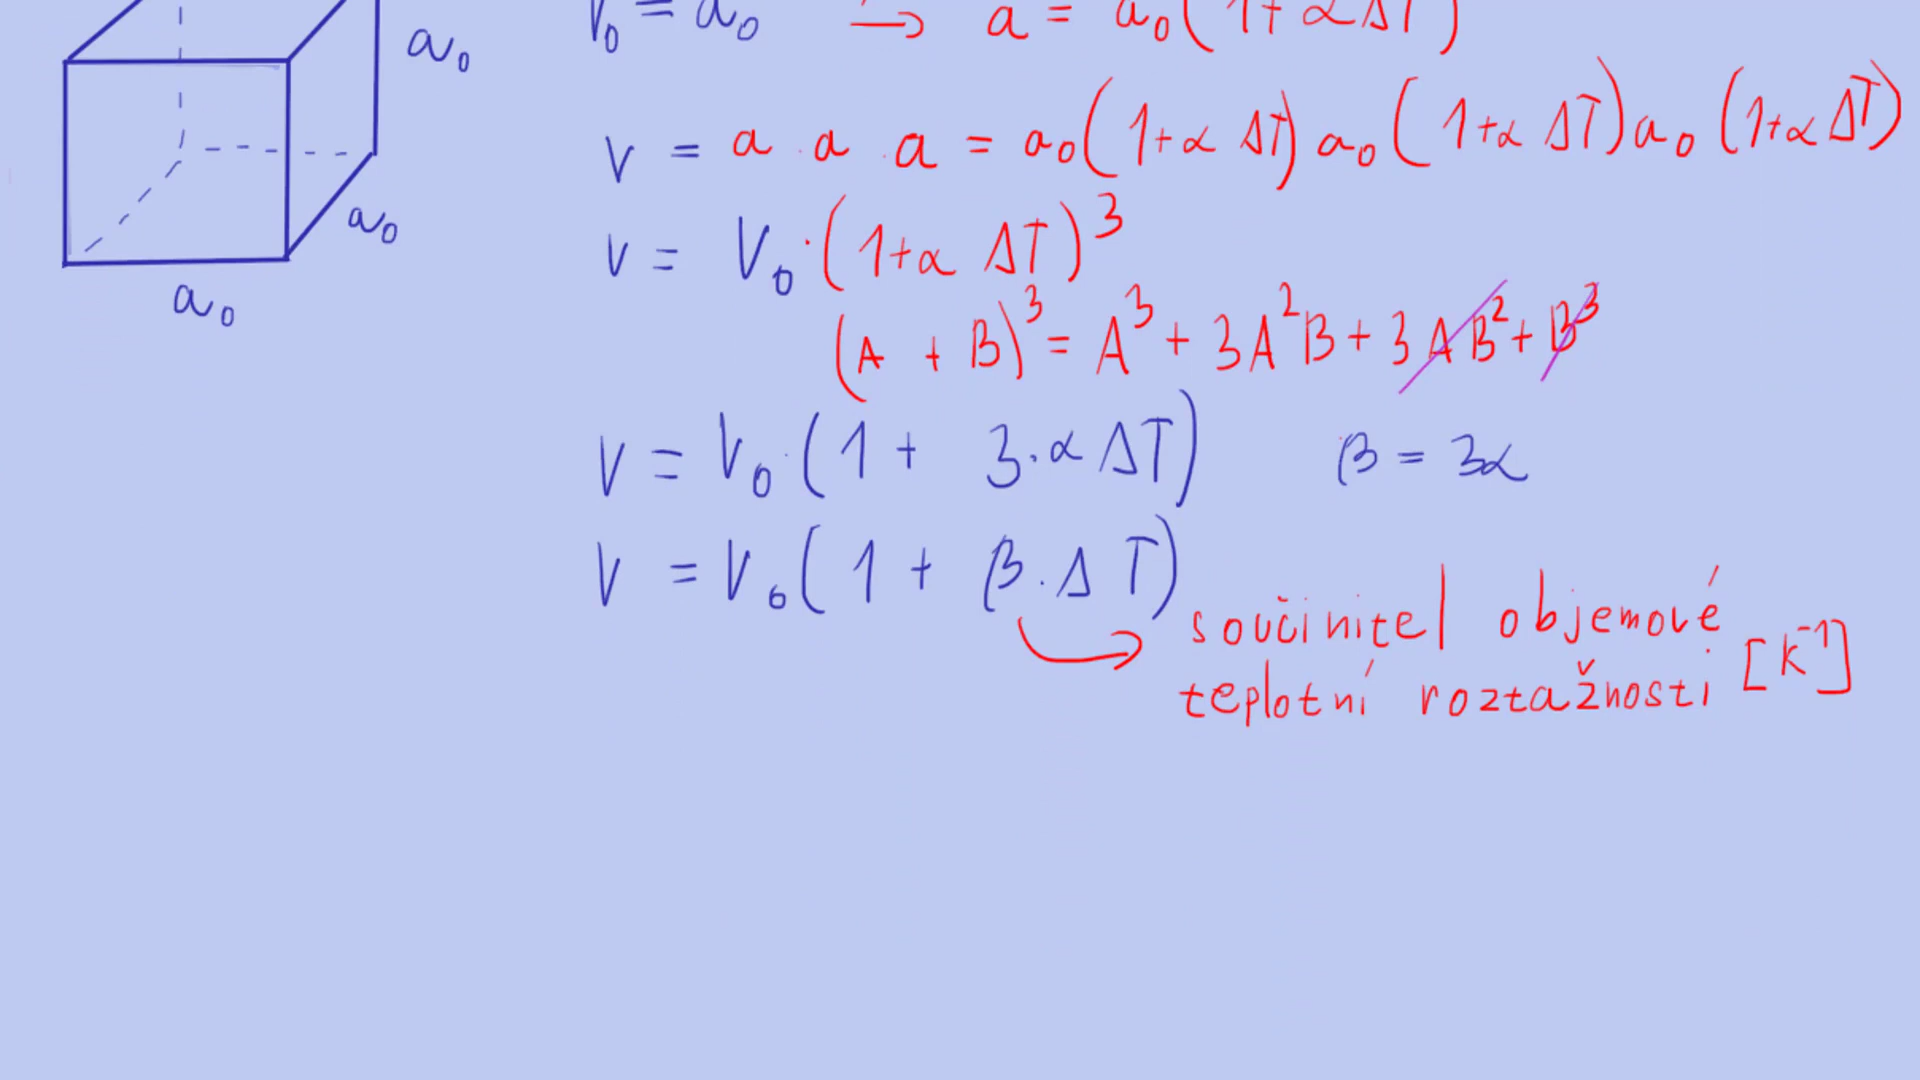 V₀ = a₀ → a = a₀(1+αΔT)
a₀
V = a . a . a = a₀(1+α ΔT) a₀(1+α ΔT) a₀(1+α ΔT)
a₀
V = V₀·(1+α ΔT)³
a₀
(A + B)³ = A³ + 3A²B + 3AB² + B³
V = V₀·(1 + 3·α ΔT) β = 3α
V = V₀(1 + β.Δ T)
součinitel objemové
teplotní roztažnosti [K⁻¹]